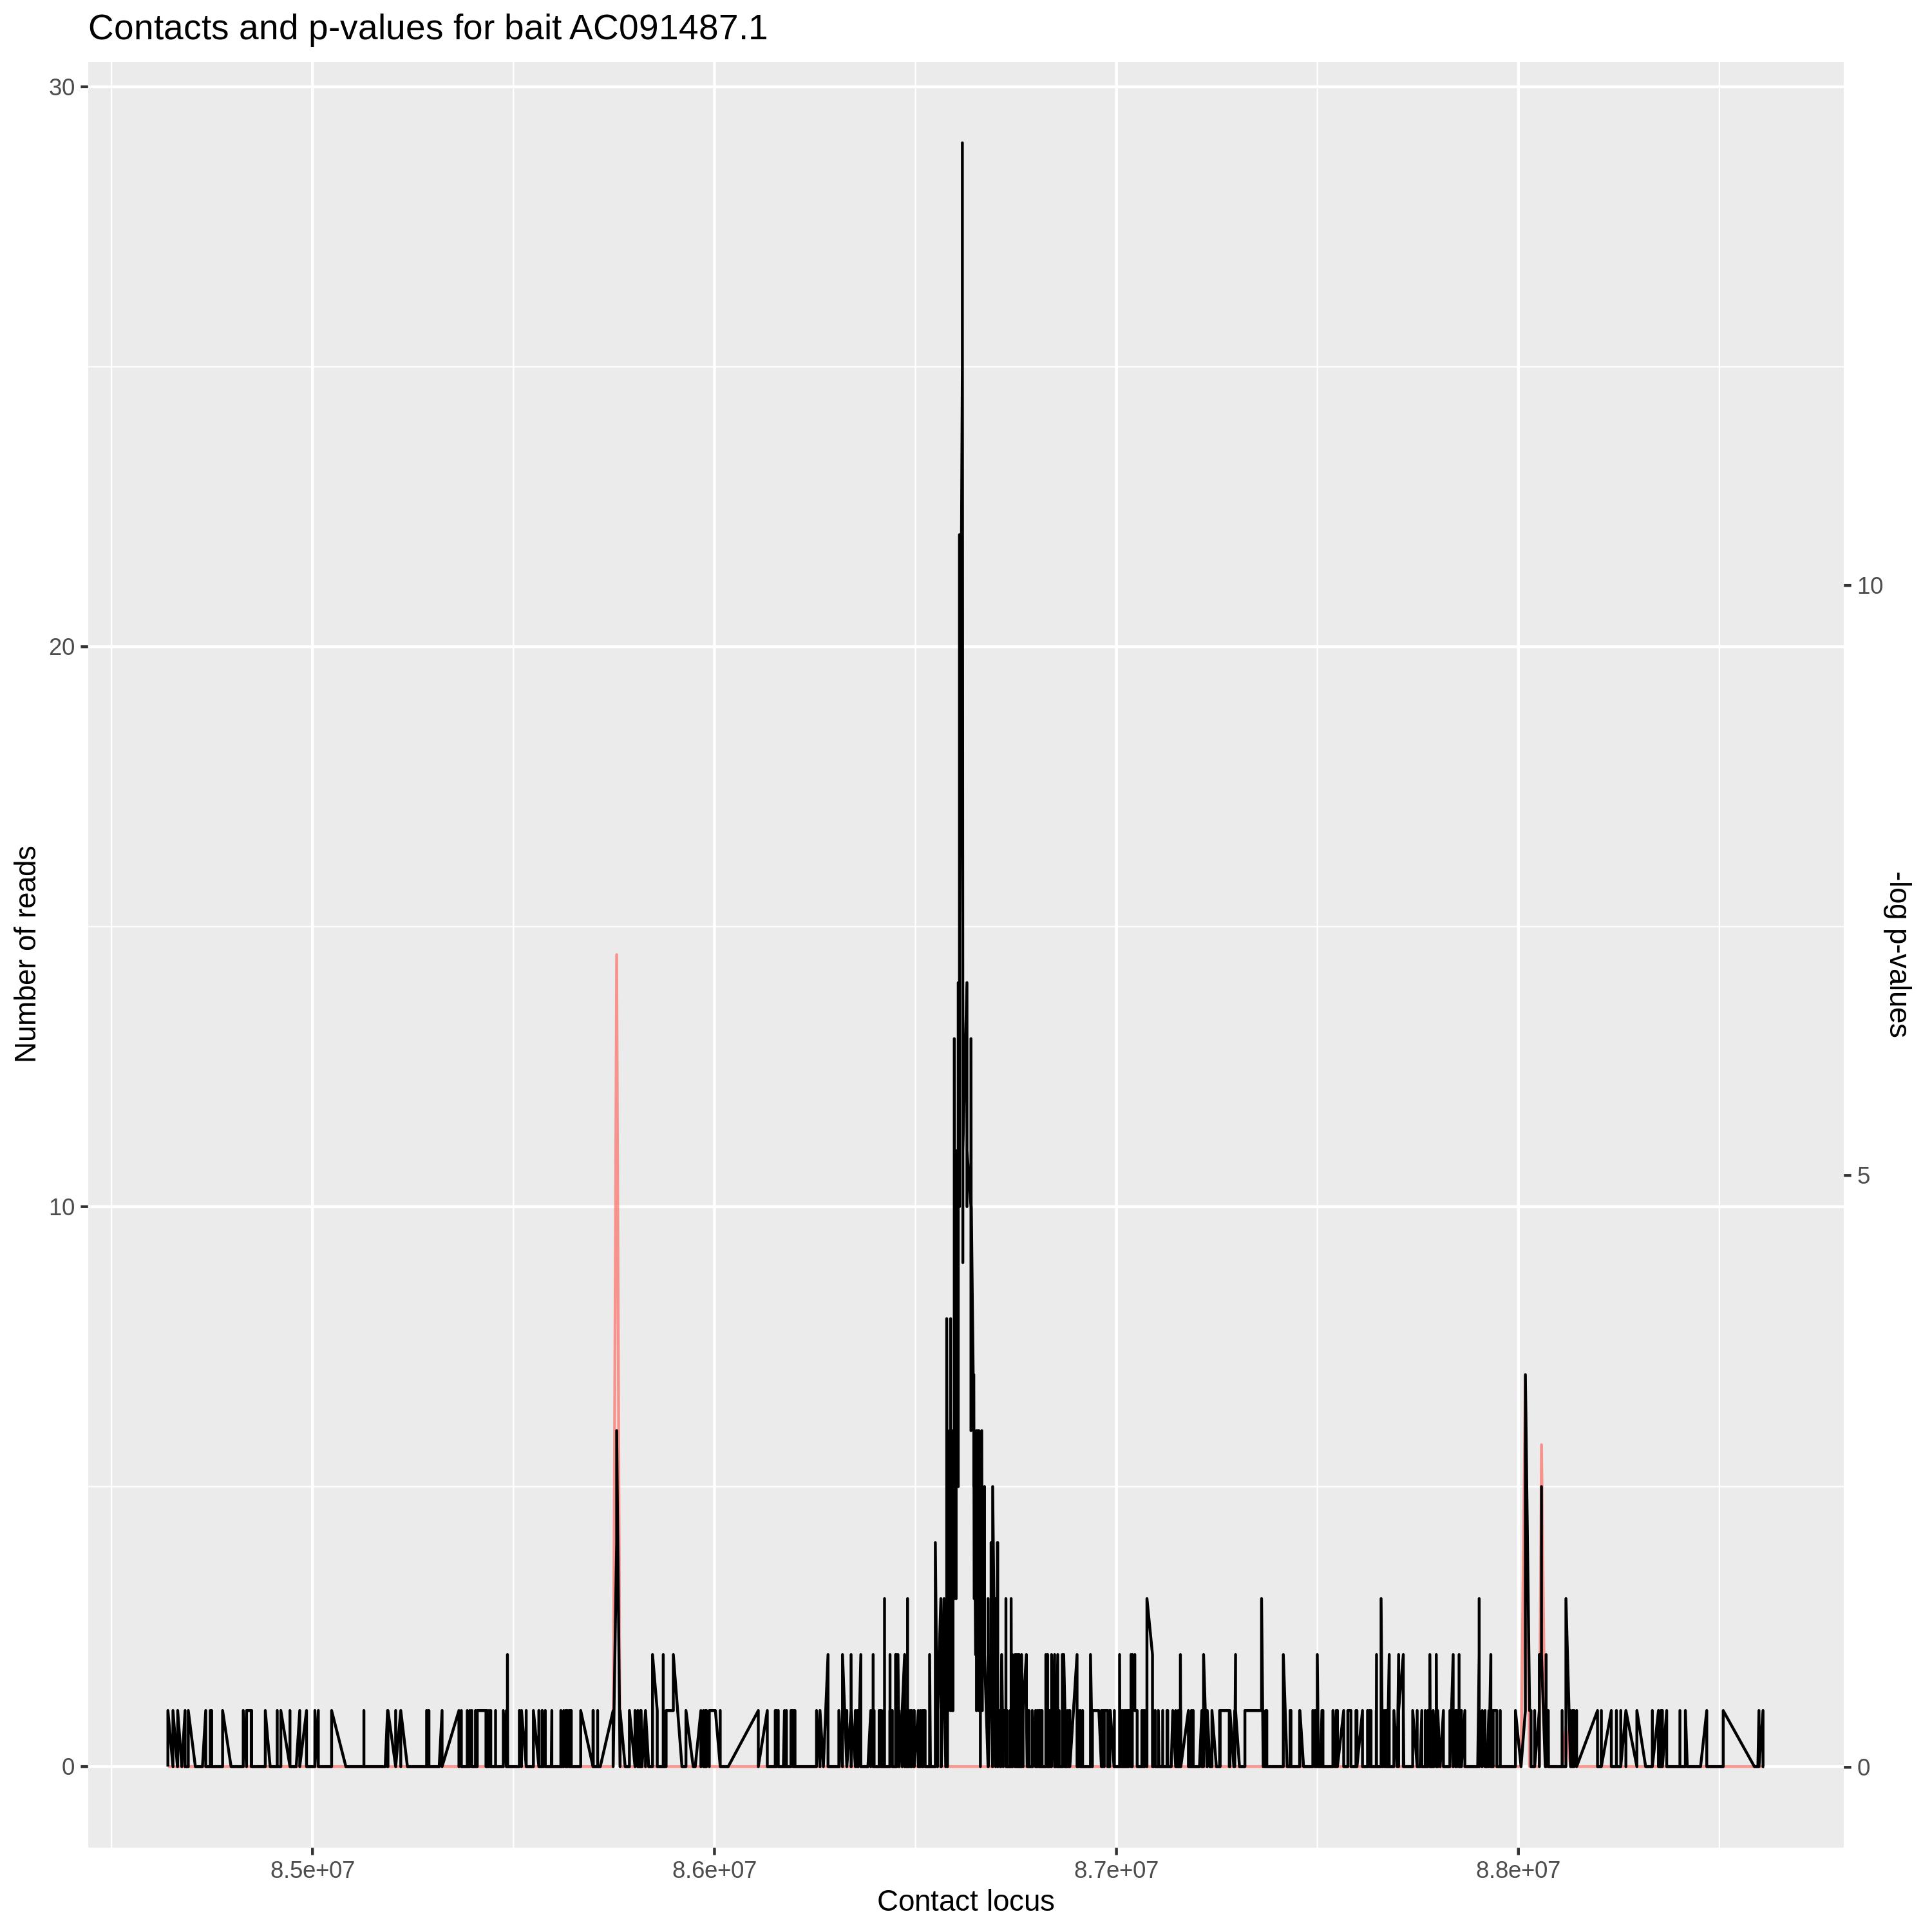 Contacts and p-values for bait AC091487.1
30
20
10
0
Number of reads
10
5
0
-log p-values
8.5e+07 8.6e+07 8.7e+07 8.8e+07
Contact locus